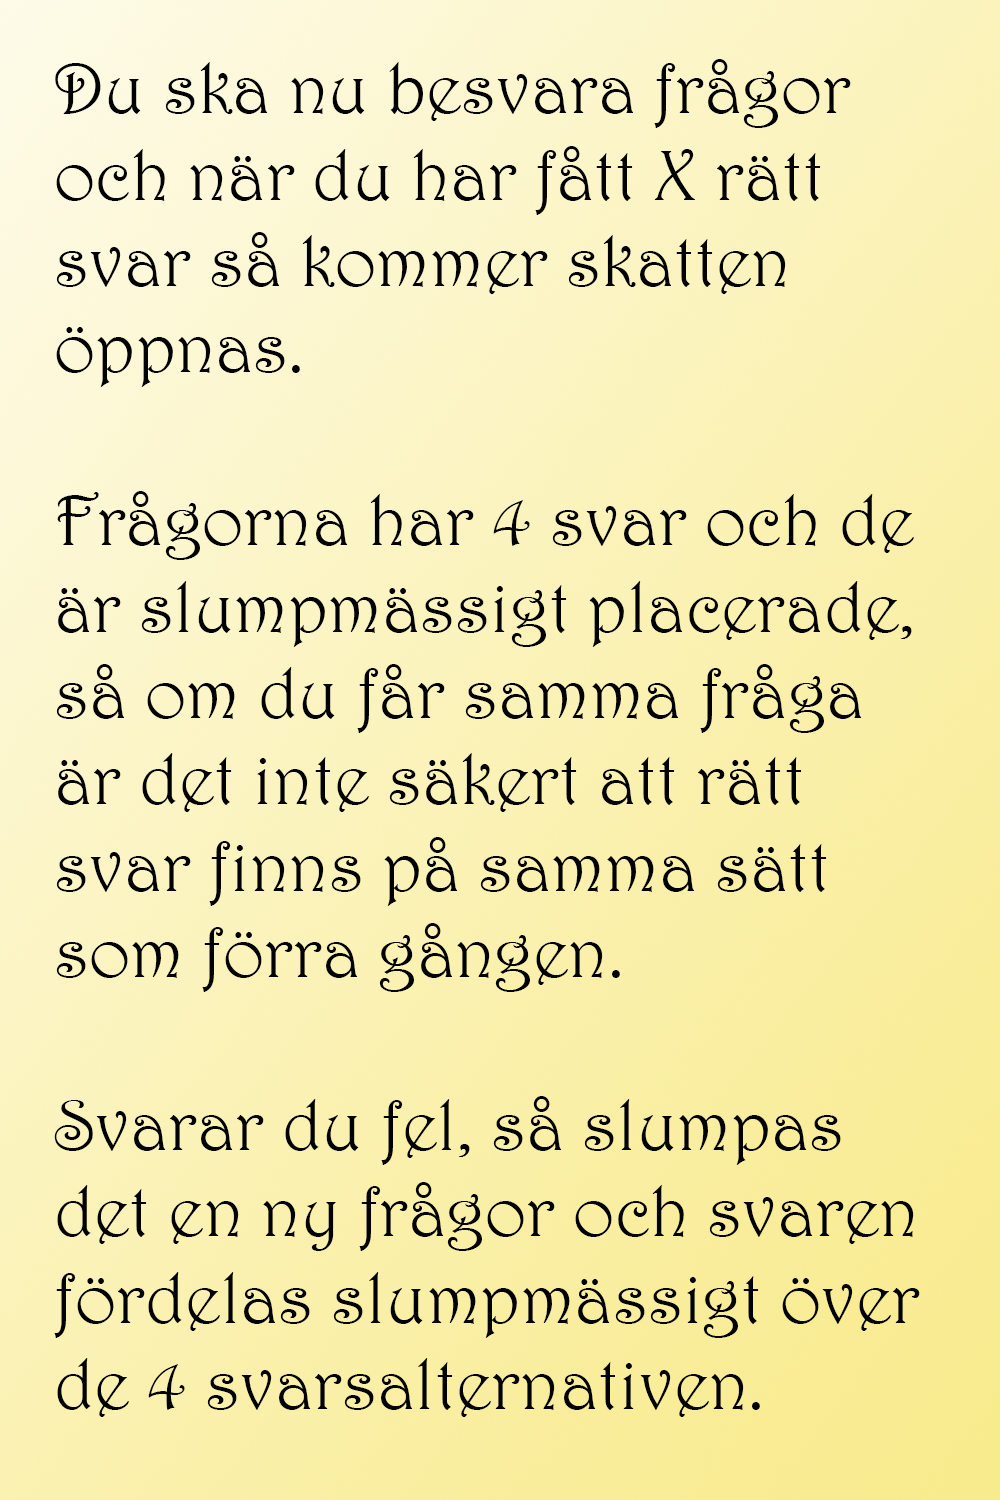 Du ska nu besvara frågor
och när du har fått X rätt
svar så kommer skatten
öppnas.
Frågorna har 4 svar och de
är slumpmässigt placerade,
så om du får samma fråga
är det inte säkert att rätt
svar finns på samma sätt
som förra gången.
Svarar du fel, så slumpas
det en ny frågor och svaren
fördelas slumpmässigt över
de 4 svarsalternativen.